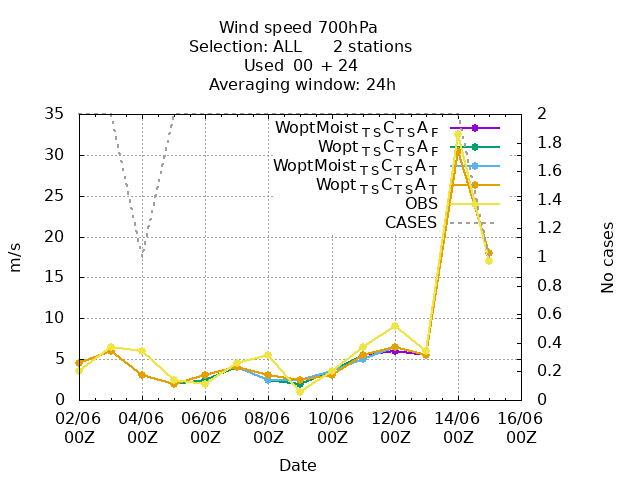 Wind speed 700hPa
Selection: ALL 2 stations
Used 00 + 24
Averaging window: 24h
35
30
25
20
15
10
5
0
m/s
2
1.8
1.6
1.4
1.2
1
0.8
0.6
0.4
0.2
0
No cases
WoptMoist TS C TS A F
Wopt TS C TS A F
WoptMoist TS C TS A T
Wopt TS C TS A T
OBS
CASES
02/06 04/06 06/06 08/06 10/06 12/06 14/06 16/06
00Z 00Z 00Z 00Z 00Z 00Z 00Z 00Z
Date